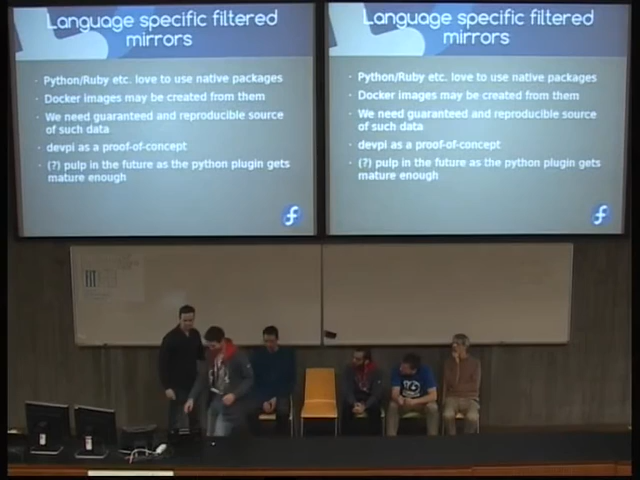 Language specific filtered
mirrors
Python/Ruby etc. love to use native packages
Docker images may be created from them
We need guaranteed and reproducible source
of such data
devpi as a proof-of-concept
(?) pulp in the future as the python plugin gets
mature enough
Language specific filtered
mirrors
Python/Ruby etc. love to use native packages
Docker images may be created from them
We need guaranteed and reproducible source
of such data
devpi as a proof-of-concept
(?) pulp in the future as the python plugin gets
mature enough